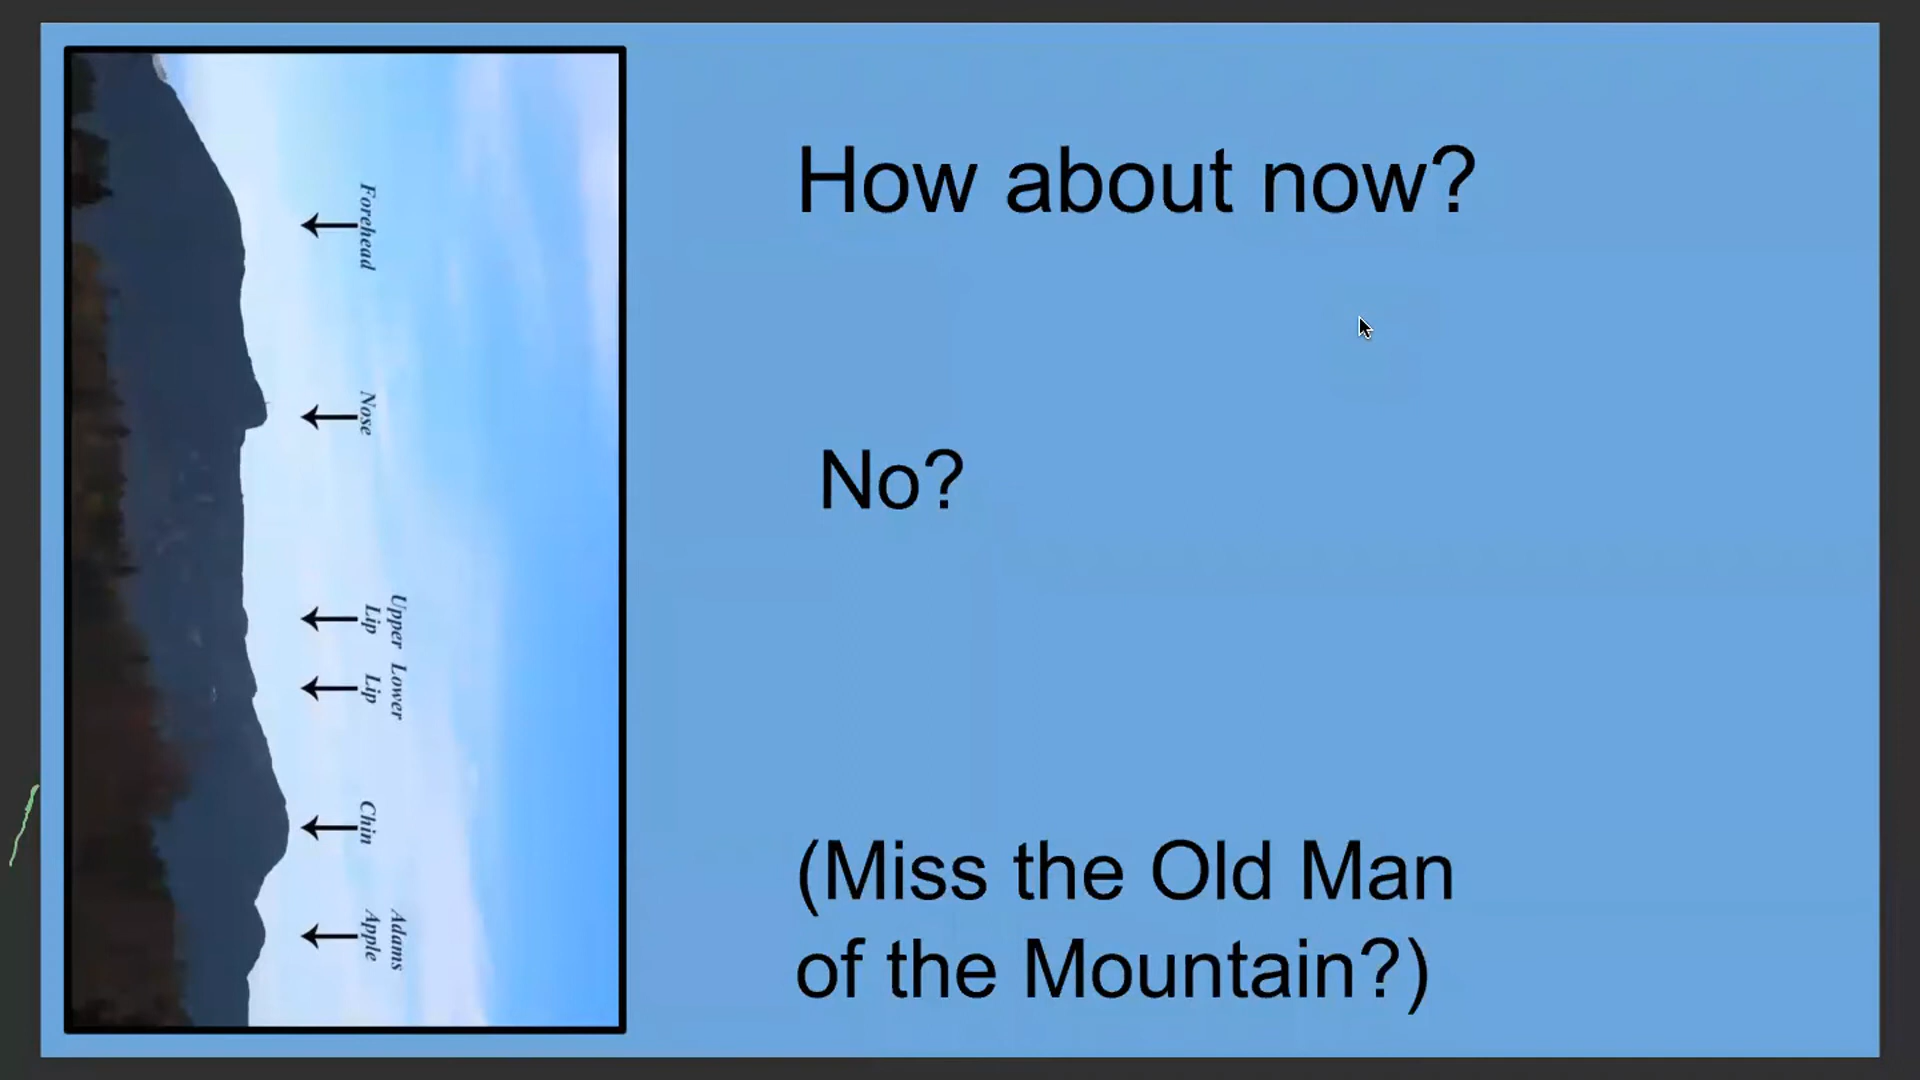 Forehead
Nose
Upper
Lip
Lower
Lip
Chin
Adams
Apple
How about now?
No?
(Miss the Old Man
of the Mountain?)